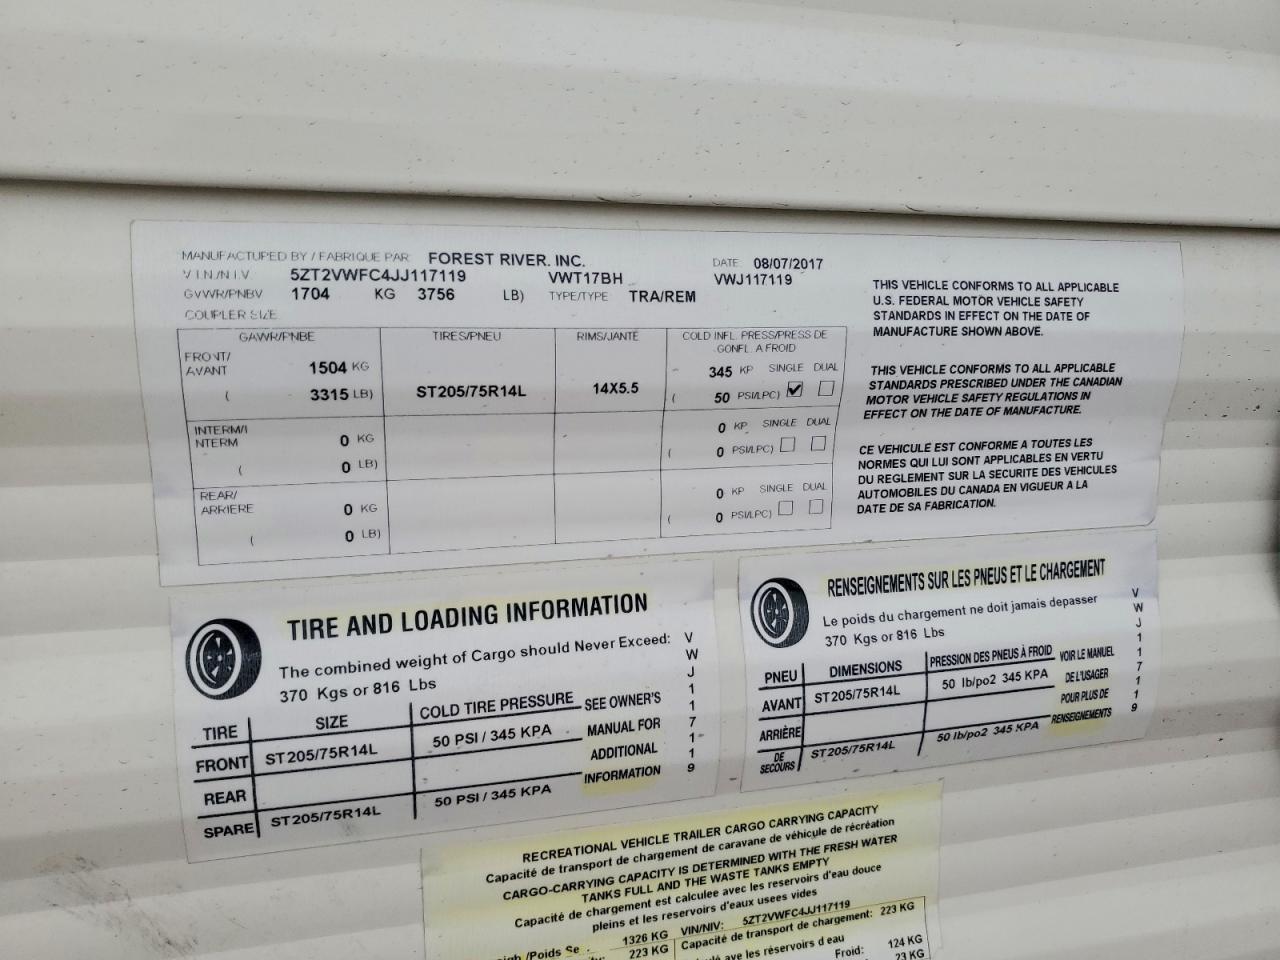 MANUFACTUPED BY / FABRIQUE PAR FOREST RIVER, INC. DATE 08/07/2017
V.I.N/N.I.V. 5ZT2VWFC4JJ117119 VWT17BH VWJ117119
GVWR/PNBV 1704 KG 3756 LB) TYPE/TYPE TRA/REM
COUPLER SIZE
GAWR/PNBE TIRES/PNEU RIMS/JANTE COLD INFL. PRESS/PRESS DE
GONFL. A FROID
FRONT/
AVANT 1504 KG 345 KP SINGLE DUAL
( 3315 LB) ST205/75R14L 14X5.5 ( 50 PSI/LPC)
INTERM/I
NTERM 0 KG 0 KP SINGLE DUAL
( 0 LB) ( 0 PSI/LPC)
REAR/
ARRIERE 0 KG 0 KP SINGLE DUAL
( 0 LB) ( 0 PSI/LPC)
THIS VEHICLE CONFORMS TO ALL APPLICABLE
U.S. FEDERAL MOTOR VEHICLE SAFETY
STANDARDS IN EFFECT ON THE DATE OF
MANUFACTURE SHOWN ABOVE.
THIS VEHICLE CONFORMS TO ALL APPLICABLE
STANDARDS PRESCRIBED UNDER THE CANADIAN
MOTOR VEHICLE SAFETY REGULATIONS IN
EFFECT ON THE DATE OF MANUFACTURE.
CE VEHICULE EST CONFORME A TOUTES LES
NORMES QUI LUI SONT APPLICABLES EN VERTU
DU REGLEMENT SUR LA SECURITE DES VEHICULES
AUTOMOBILES DU CANADA EN VIGUEUR A LA
DATE DE SA FABRICATION.
TIRE AND LOADING INFORMATION
The combined weight of Cargo should Never Exceed:
370 Kgs or 816 Lbs
TIRE SIZE COLD TIRE PRESSURE
FRONT ST205/75R14L 50 PSI / 345 KPA
REAR
SPARE ST205/75R14L 50 PSI / 345 KPA
SEE OWNER'S
MANUAL FOR
ADDITIONAL
INFORMATION
VWJ117119
RENSEIGNEMENTS SUR LES PNEUS ET LE CHARGEMENT
Le poids du chargement ne doit jamais depasser
370 Kgs or 816 Lbs
PNEU DIMENSIONS PRESSION DES PNEUS À FROID
AVANT ST205/75R14L 50 lb/po2 345 KPA
ARRIÈRE
DE
SECOURS ST205/75R14L 50 lb/po2 345 KPA
VOIR LE MANUEL
DE L'USAGER
POUR PLUS DE
RENSEIGNEMENTS
VWJ117119
RECREATIONAL VEHICLE TRAILER CARGO CARRYING CAPACITY
Capacité de transport de chargement de caravane de véhicule de récréation
CARGO-CARRYING CAPACITY IS DETERMINED WITH THE FRESH WATER
TANKS FULL AND THE WASTE TANKS EMPTY
Capacité de chargement est calculee avec les reservoirs d'eau douce
pleins et les reservoirs d'eaux usees vides
/Poids Se 1326 KG VIN/NIV: 5ZT2VWFC4JJ117119
223 KG Capacité de transport de chargement: 223 KG
ave les réservoirs d eau
Froid: 124 KG
23 KG